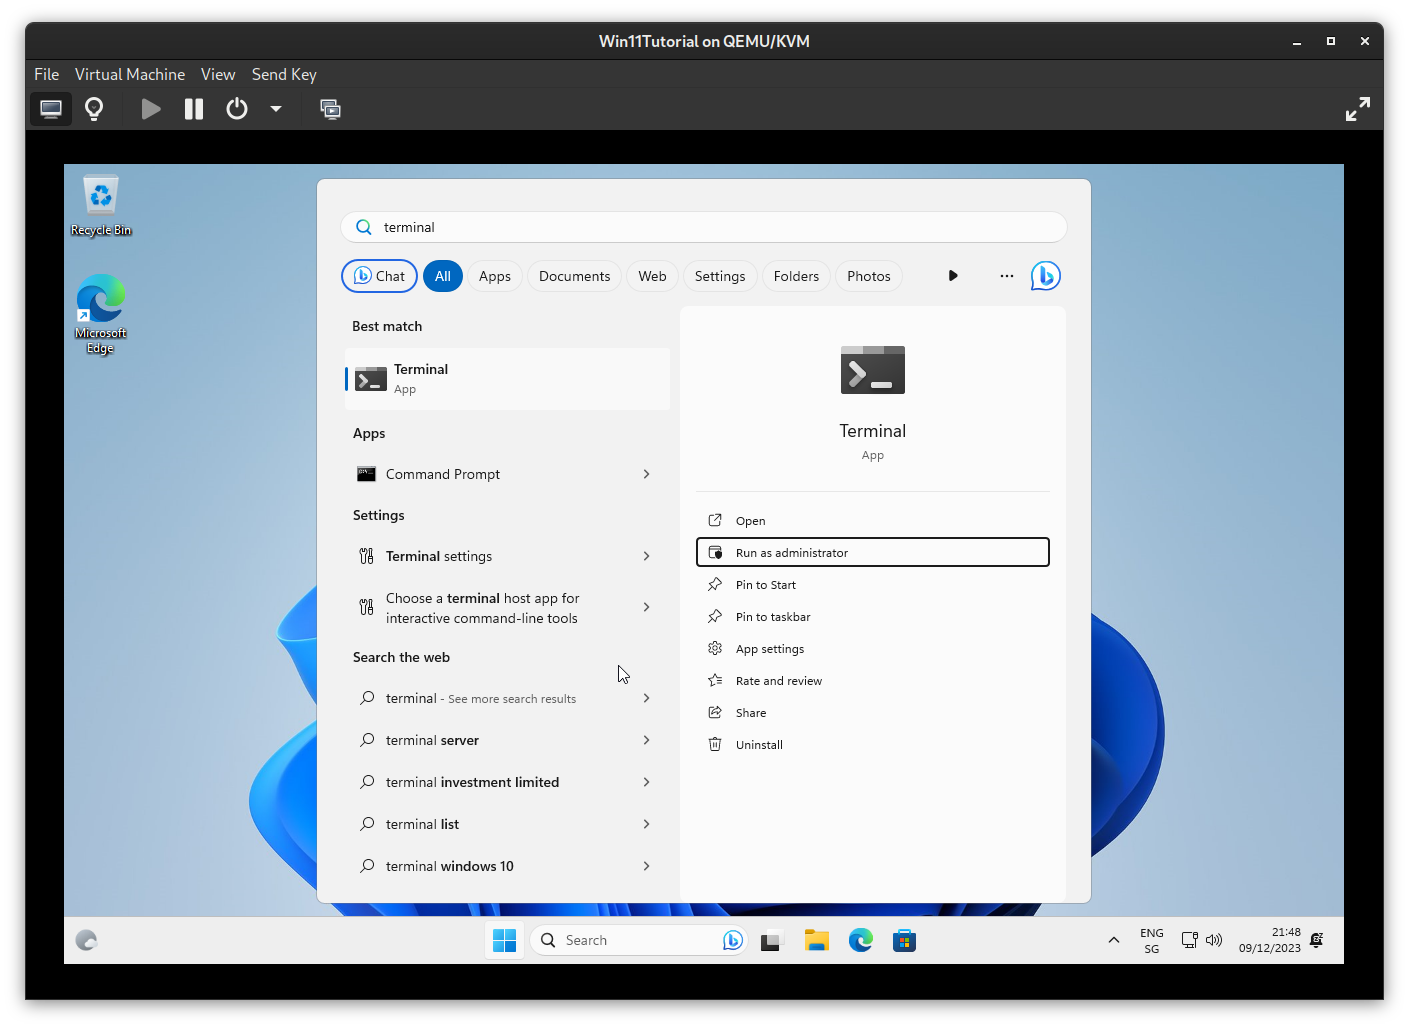 Win11Tutorial on QEMU/KVM
File Virtual Machine View Send Key
Recycle Bin
Microsoft
Edge
terminal
Chat All Apps Documents Web Settings Folders Photos
Best match
Terminal
App
Apps
Command Prompt
Settings
Terminal settings
Choose a terminal host app for
interactive command-line tools
Search the web
terminal - See more search results
terminal server
terminal investment limited
terminal list
terminal windows 10
Terminal
App
Open
Run as administrator
Pin to Start
Pin to taskbar
App settings
Rate and review
Share
Uninstall
Search
ENG
SG
21:48
09/12/2023